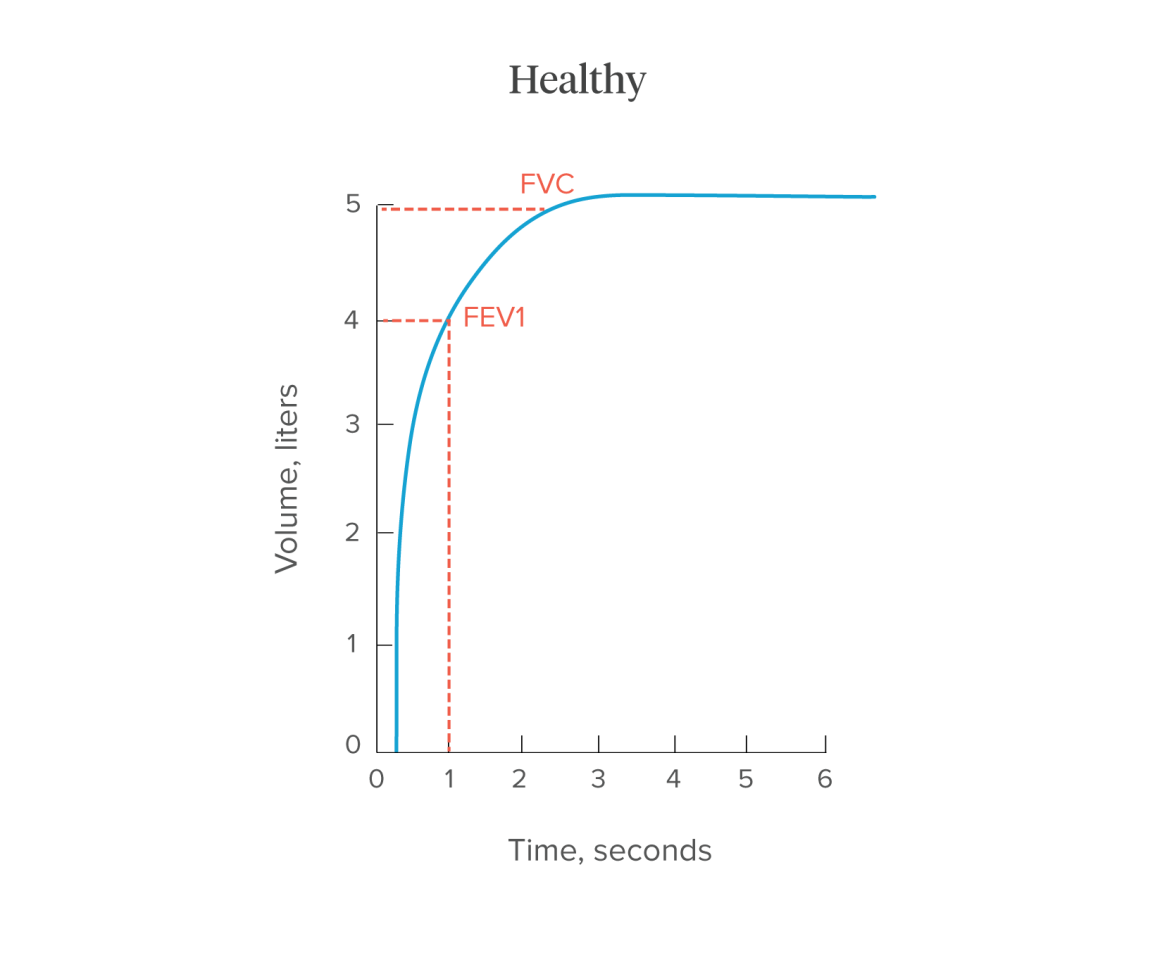 Healthy
FVC
5
4
FEV1
3
2
1
0
Volume, liters
0 1 2 3 4 5 6
Time, seconds